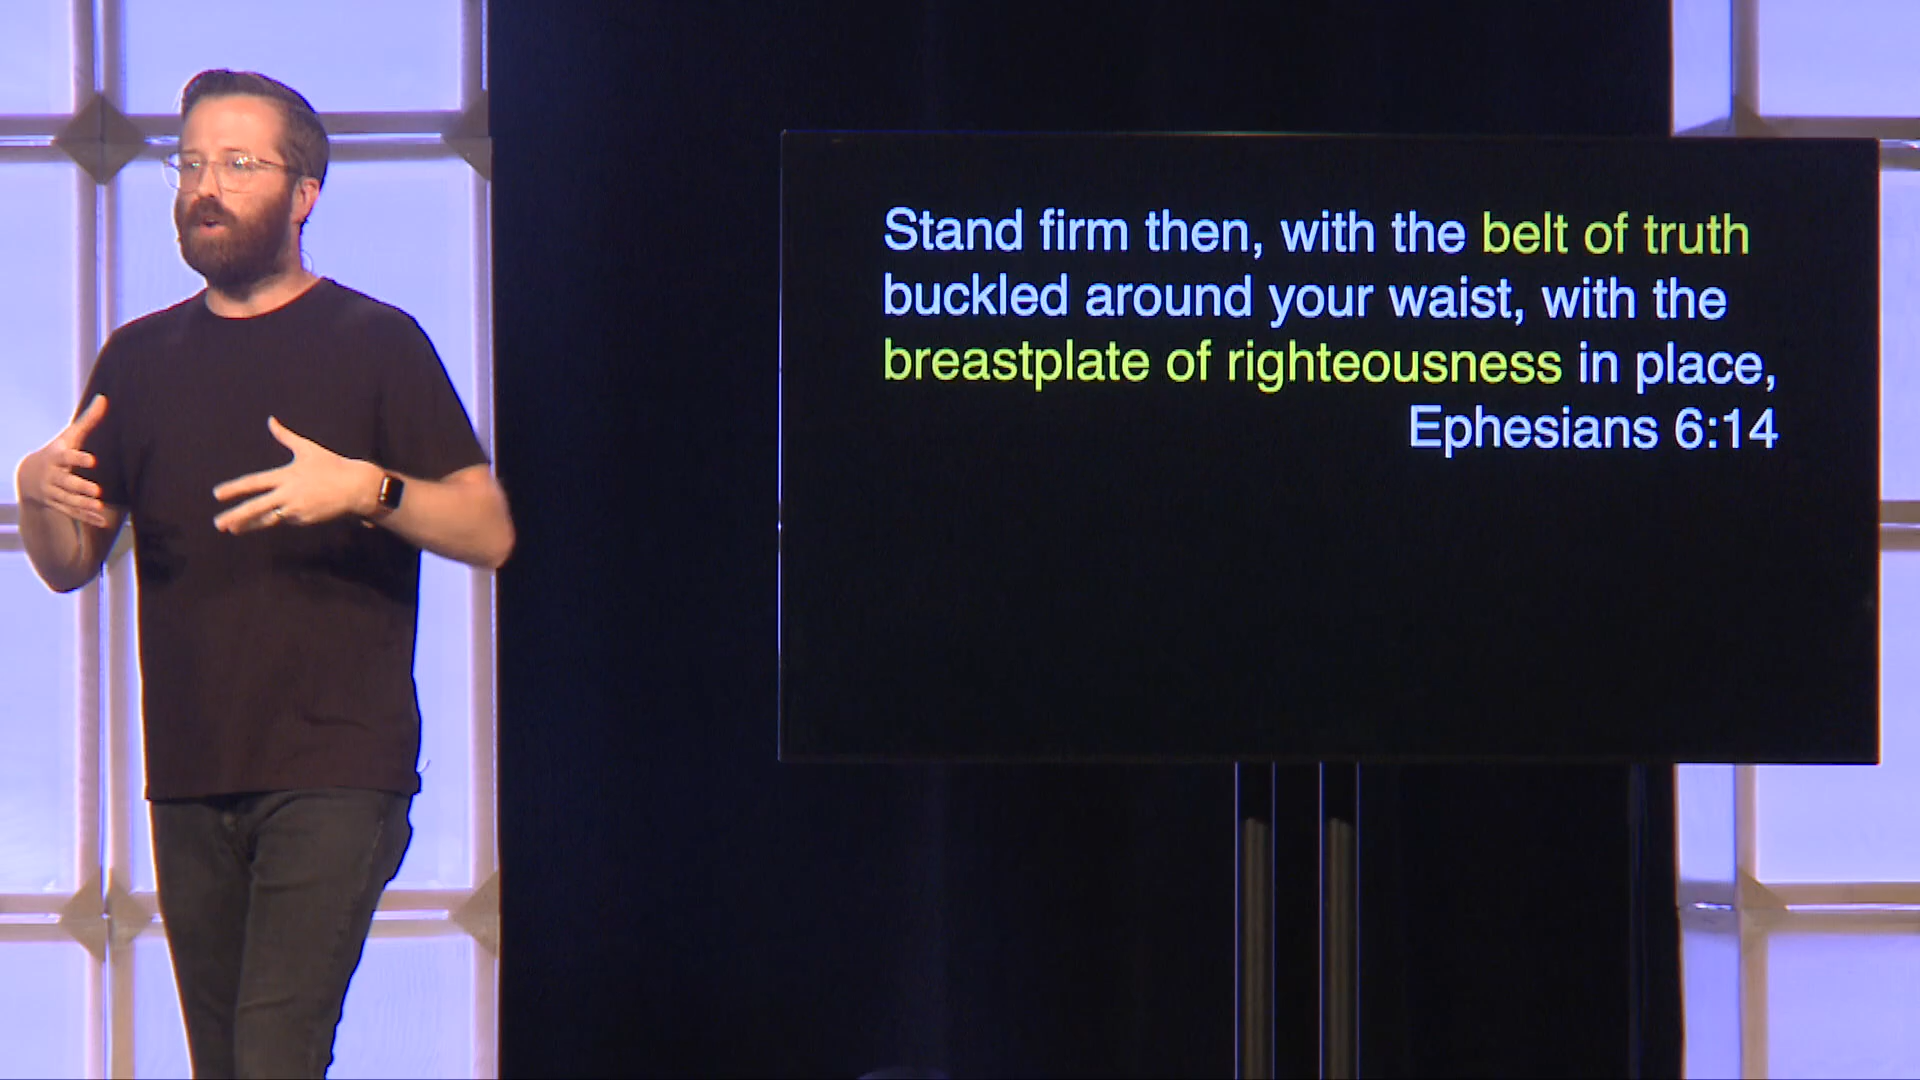 Stand firm then, with the belt of truth
buckled around your waist, with the
breastplate of righteousness in place,
Ephesians 6:14